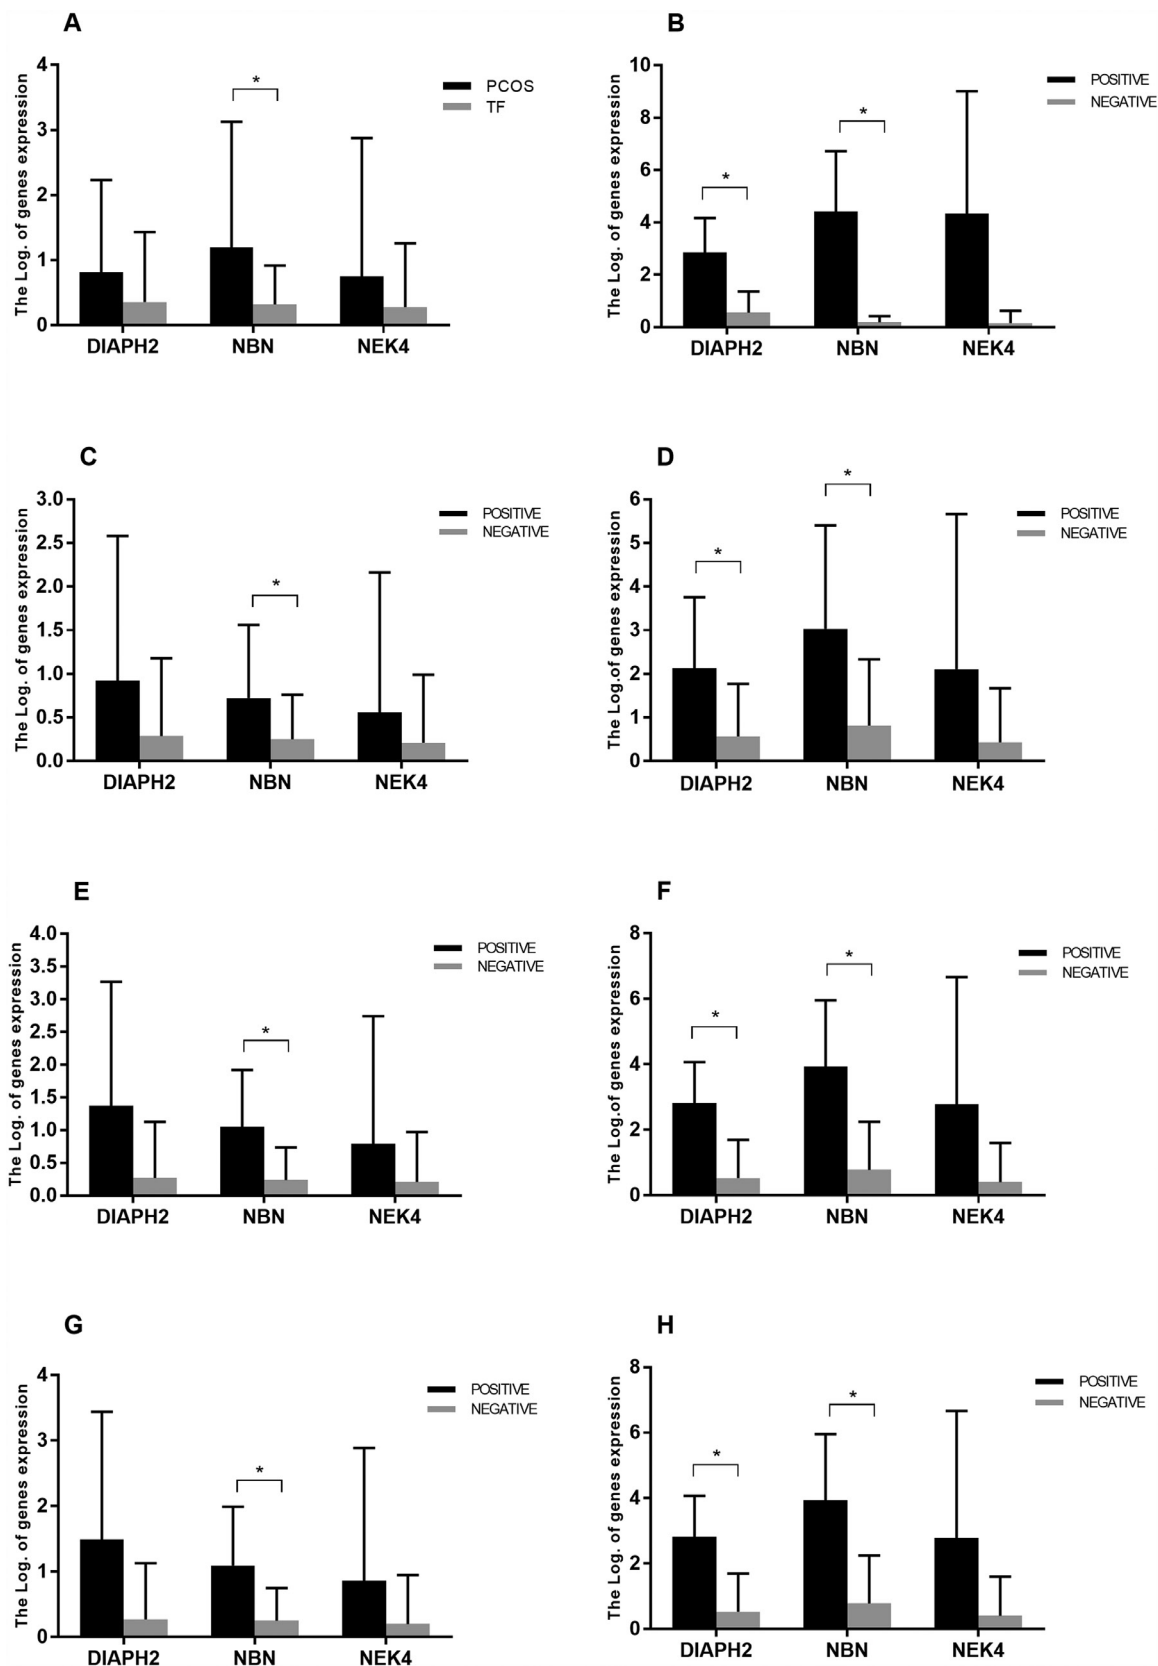 A
The Log. of genes expression
4
3
2
1
0
*
PCOS
TF
DIAPH2 NBN NEK4
B
The Log. of genes expression
10
8
6
4
2
0
*
*
POSITIVE
NEGATIVE
DIAPH2 NBN NEK4
C
The Log. of genes expression
3.0
2.5
2.0
1.5
1.0
0.5
0.0
*
POSITIVE
NEGATIVE
DIAPH2 NBN NEK4
D
The Log.of genes expression
6
5
4
3
2
1
0
*
*
POSITIVE
NEGATIVE
DIAPH2 NBN NEK4
E
The Log. of genes expression
4.0
3.5
3.0
2.5
2.0
1.5
1.0
0.5
0.0
*
POSITIVE
NEGATIVE
DIAPH2 NBN NEK4
F
The Log.of genes expression
8
6
4
2
0
*
*
POSITIVE
NEGATIVE
DIAPH2 NBN NEK4
G
The Log. of genes expression
4
3
2
1
0
*
POSITIVE
NEGATIVE
DIAPH2 NBN NEK4
H
The Log. of genes expression
8
6
4
2
0
*
*
POSITIVE
NEGATIVE
DIAPH2 NBN NEK4